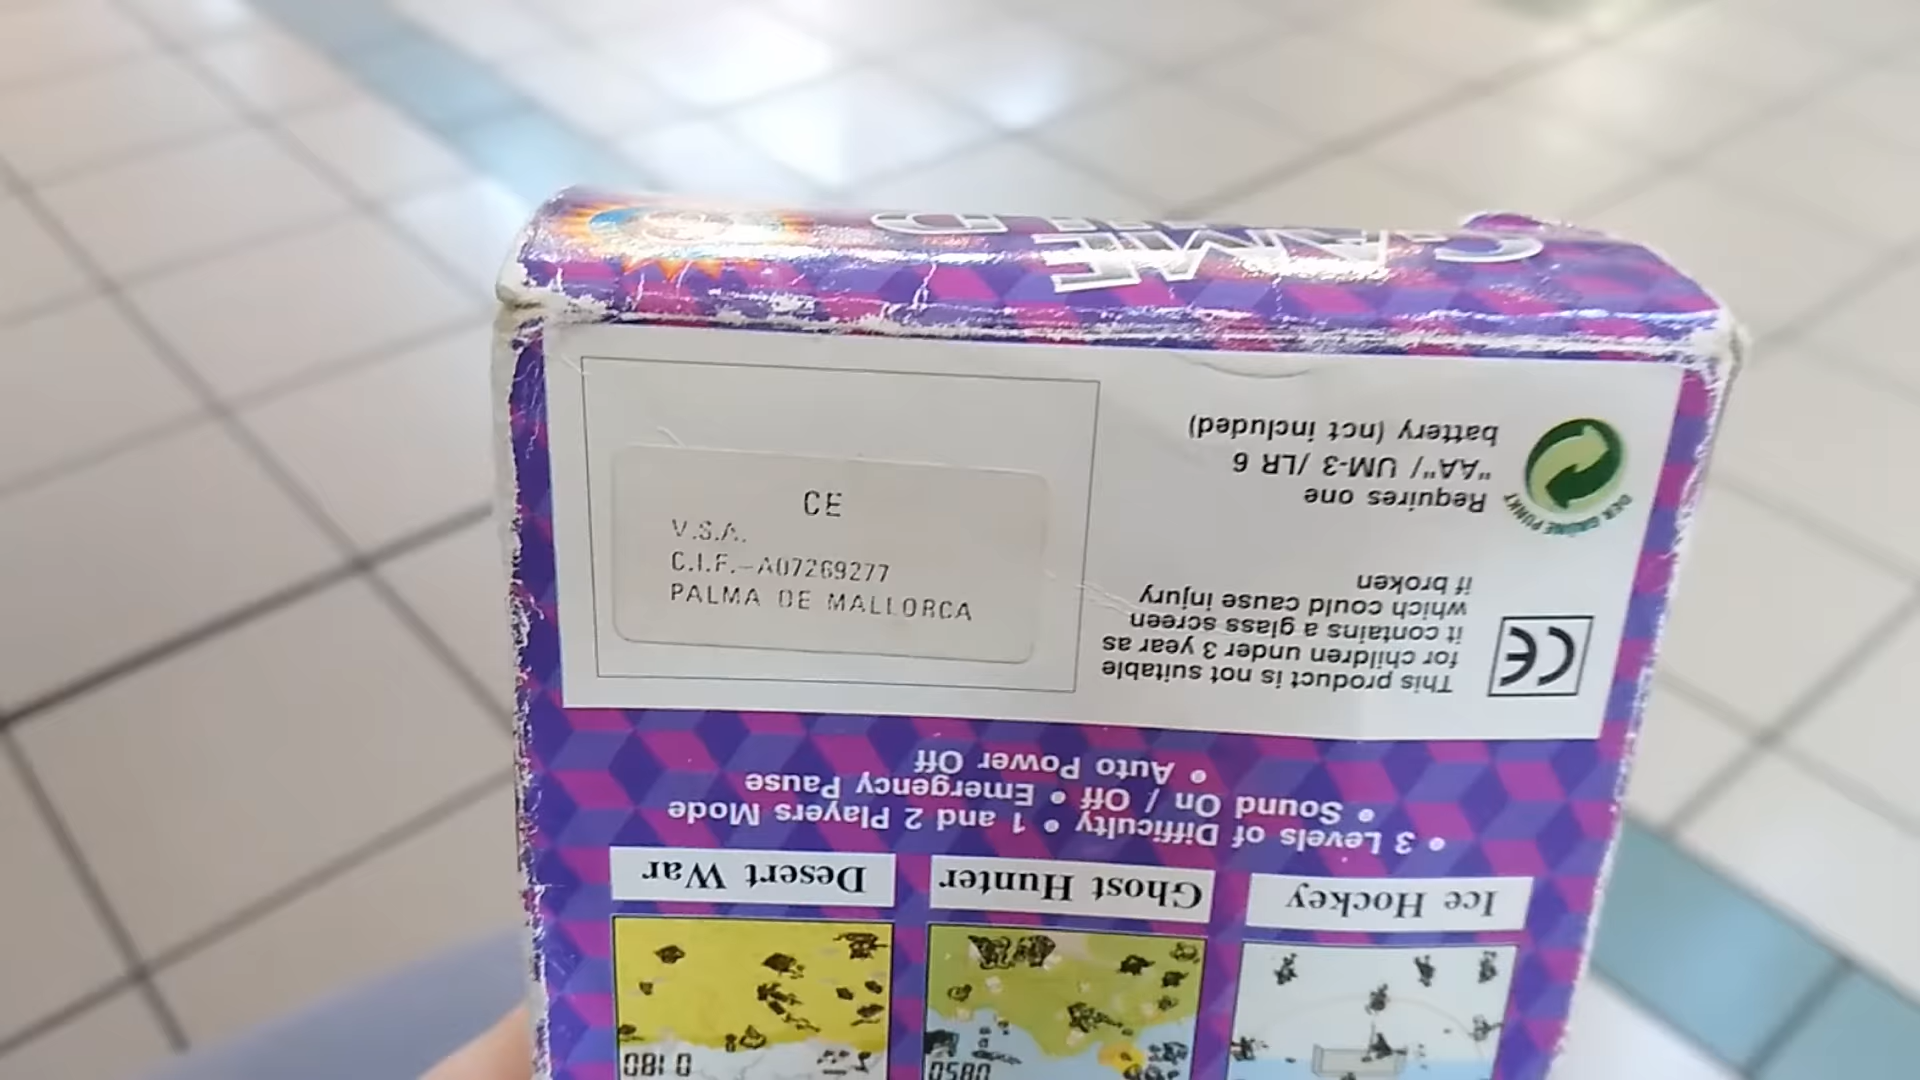 GAME
CE
V.S.A.
C.I.F.-A07269277
PALMA DE MALLORCA
Ice Hockey
Ghost Hunter
Desert War
• 3 Levels of Difficulty • 1 and 2 Players Mode
• Sound On / Off • Emergency Pause
• Auto Power Off
CE
This product is not suitable
for children under 3 year as
it contains a glass screen
which could cause injury
if broken
DER GRÜNE PUNKT
Requires one
"AA"/ UM-3 /LR 6
battery (not included)
0580